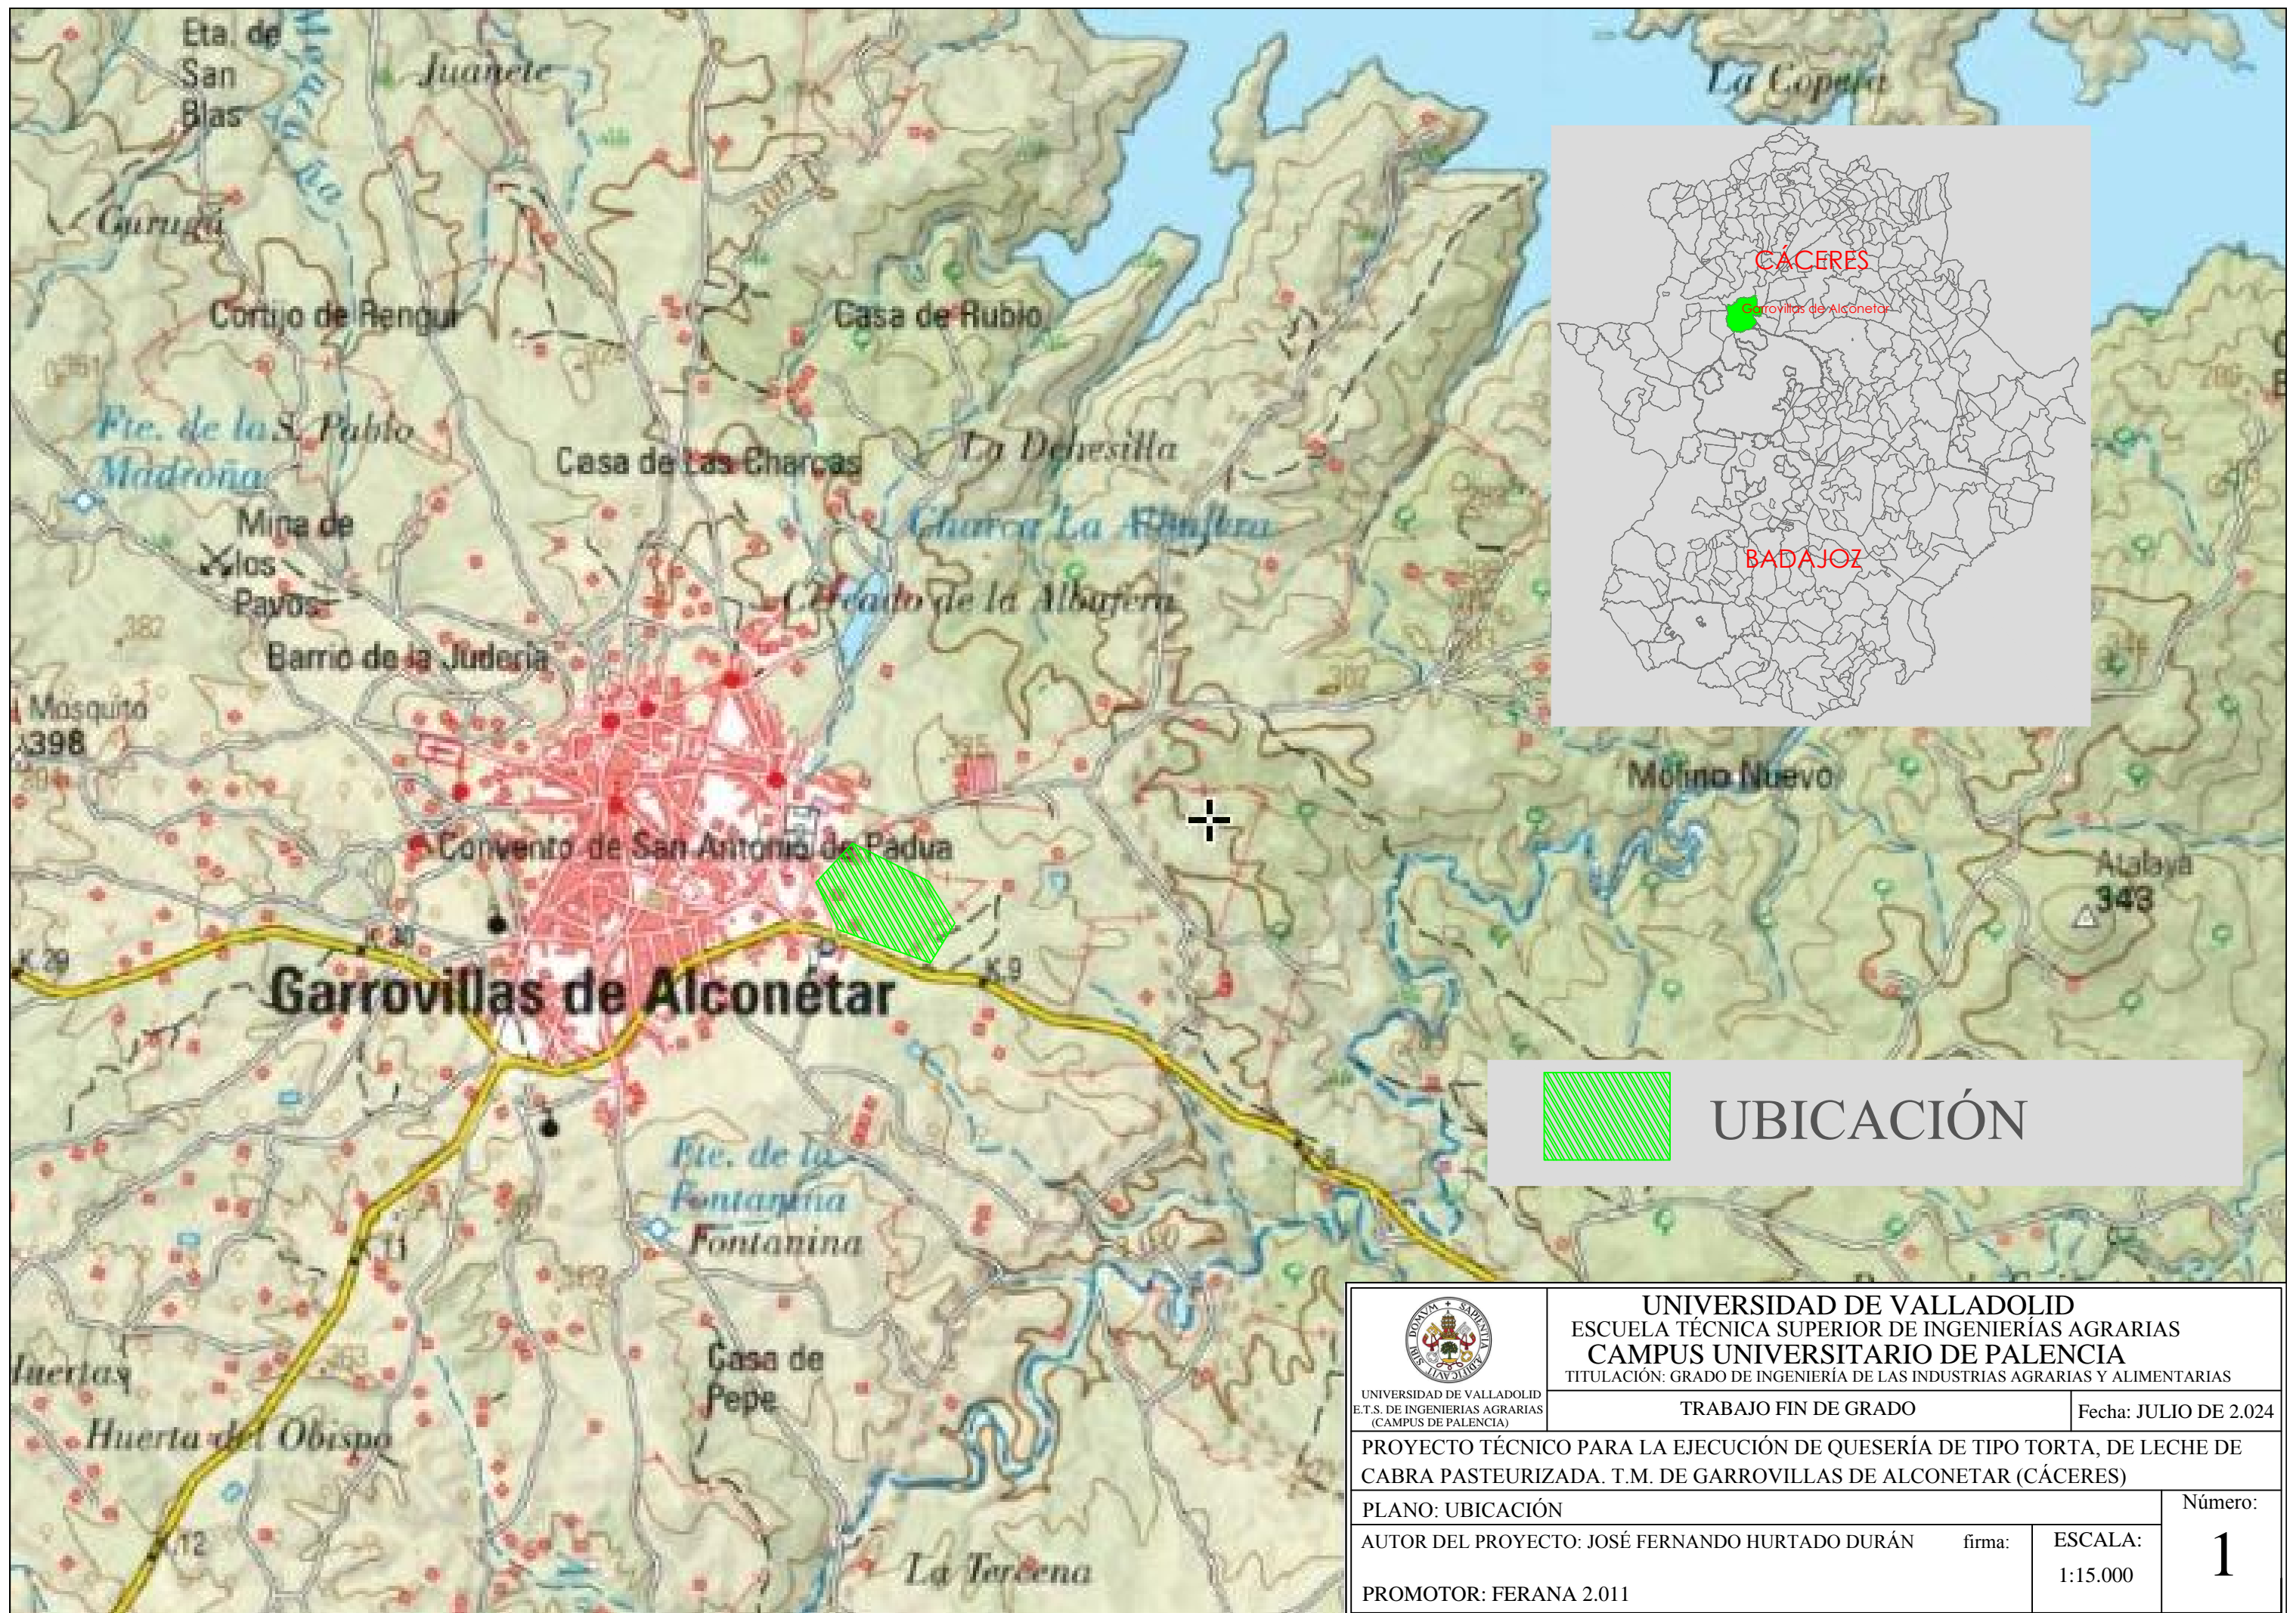 Eta. de
San
Blas
Juanete
La Copera
Gurugú
CÁCERES
Garrovillas de Alconetar
BADAJOZ
Cortijo de Rengur
Casa de Rubio
Fte. de la
Madroña
S. Pablo
Casa de Las Charcas
La Dehesilla
Charca La Albufera
Mina de
los
Pavos
Cercado de la Albufera
382
Barrio de la Judería
Mosquito
398
395
Molino Nuevo
Convento de San Antonio de Padua
Atalaya
343
K.29
K.9
Garrovillas de Alconétar
UBICACIÓN
Fte. de la
Fontanina
Fontanina
Casa de
Pepe
Huertas
Huerta del Obispo
La Tercena
300
UNIVERSIDAD DE VALLADOLID
E.T.S. DE INGENIERIAS AGRARIAS
(CAMPUS DE PALENCIA)
UNIVERSIDAD DE VALLADOLID
ESCUELA TÉCNICA SUPERIOR DE INGENIERÍAS AGRARIAS
CAMPUS UNIVERSITARIO DE PALENCIA
TITULACIÓN: GRADO DE INGENIERÍA DE LAS INDUSTRIAS AGRARIAS Y ALIMENTARIAS
TRABAJO FIN DE GRADO
Fecha: JULIO DE 2.024
PROYECTO TÉCNICO PARA LA EJECUCIÓN DE QUESERÍA DE TIPO TORTA, DE LECHE DE
CABRA PASTEURIZADA. T.M. DE GARROVILLAS DE ALCONETAR (CÁCERES)
PLANO: UBICACIÓN
Número:
1
AUTOR DEL PROYECTO: JOSÉ FERNANDO HURTADO DURÁN firma:
ESCALA:
1:15.000
PROMOTOR: FERANA 2.011